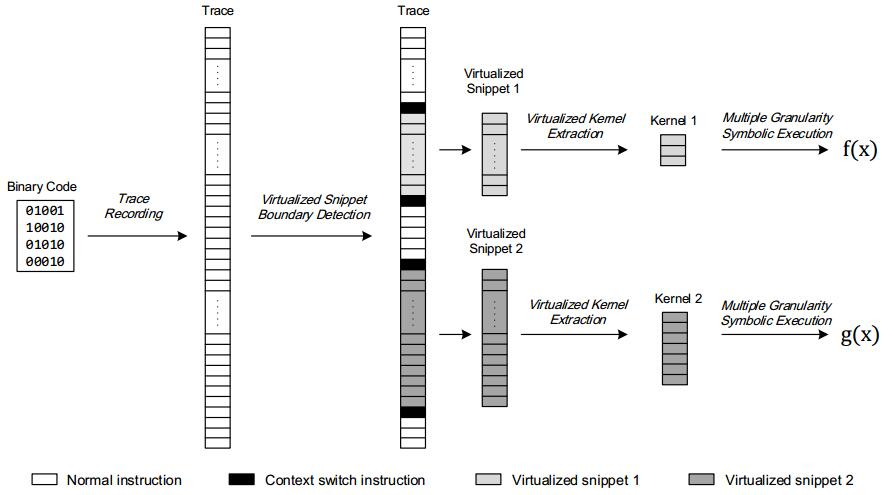 Trace
Trace
Virtualized
Snippet 1
Virtualized Kernel
Extraction
Kernel 1
Multiple Granularity
Symbolic Execution
f(x)
Binary Code
01001
10010
01010
00010
Trace
Recording
Virtualized Snippet
Boundary Detection
Virtualized
Snippet 2
Virtualized Kernel
Extraction
Kernel 2
Multiple Granularity
Symbolic Execution
g(x)
Normal instruction
Context switch instruction
Virtualized snippet 1
Virtualized snippet 2